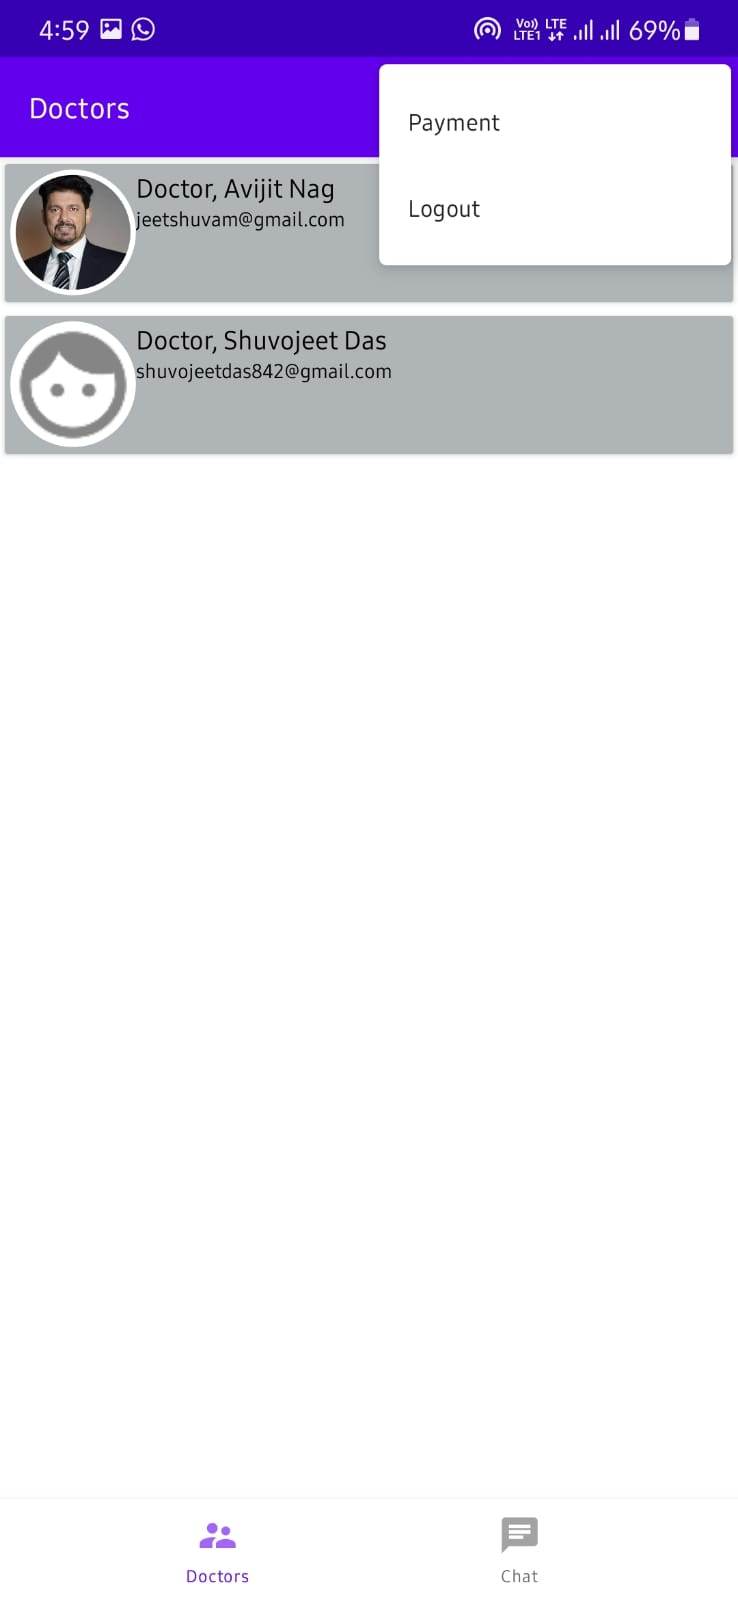 4:59 Vo)) LTE1 LTE 69%
Doctors
Payment
Logout
Doctor, Avijit Nag
jeetshuvam@gmail.com
Doctor, Shuvojeet Das
shuvojeetdas842@gmail.com
Doctors
Chat